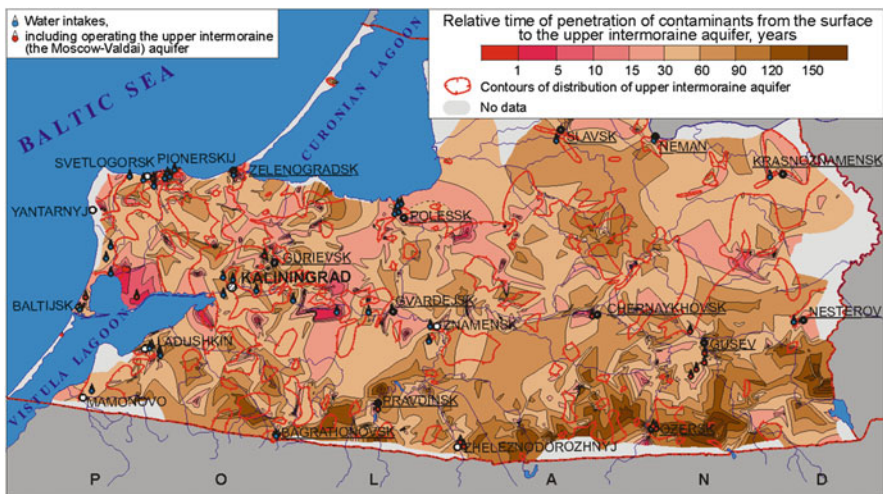 Water intakes,
including operating the upper intermoraine
(the Moscow-Valdai) aquifer
Relative time of penetration of contaminants from the surface
to the upper intermoraine aquifer, years
1 5 10 15 30 60 90 120 150
Contours of distribution of upper intermoraine aquifer
No data
BALTIC SEA
CURONIAN LAGOON
SLAVSK
NEMAN
SVETLOGORSK
PIONERSKIJ
ZELENOGRADSK
KRASNOZNAMENSK
YANTARNYJ
POLESSK
GURIEVSK
KALININGRAD
BALTIJSK
GVARDEJSK
CHERNAYKHOVSK
NESTEROV
ZNAMENSK
VISTULA LAGOON
LADUSHKIN
GUSEV
MAMONOVO
PRAVDINSK
BAGRATIONOVSK
OZERSK
ZHELEZNODOROZHNYJ
P O L A N D